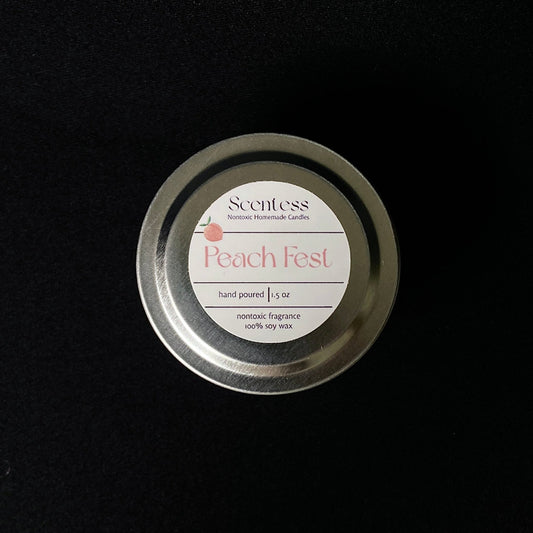 Scentess
Nontoxic Homemade Candles
Peach Fest
hand poured | 1.5 oz
nontoxic fragrance
100% soy wax